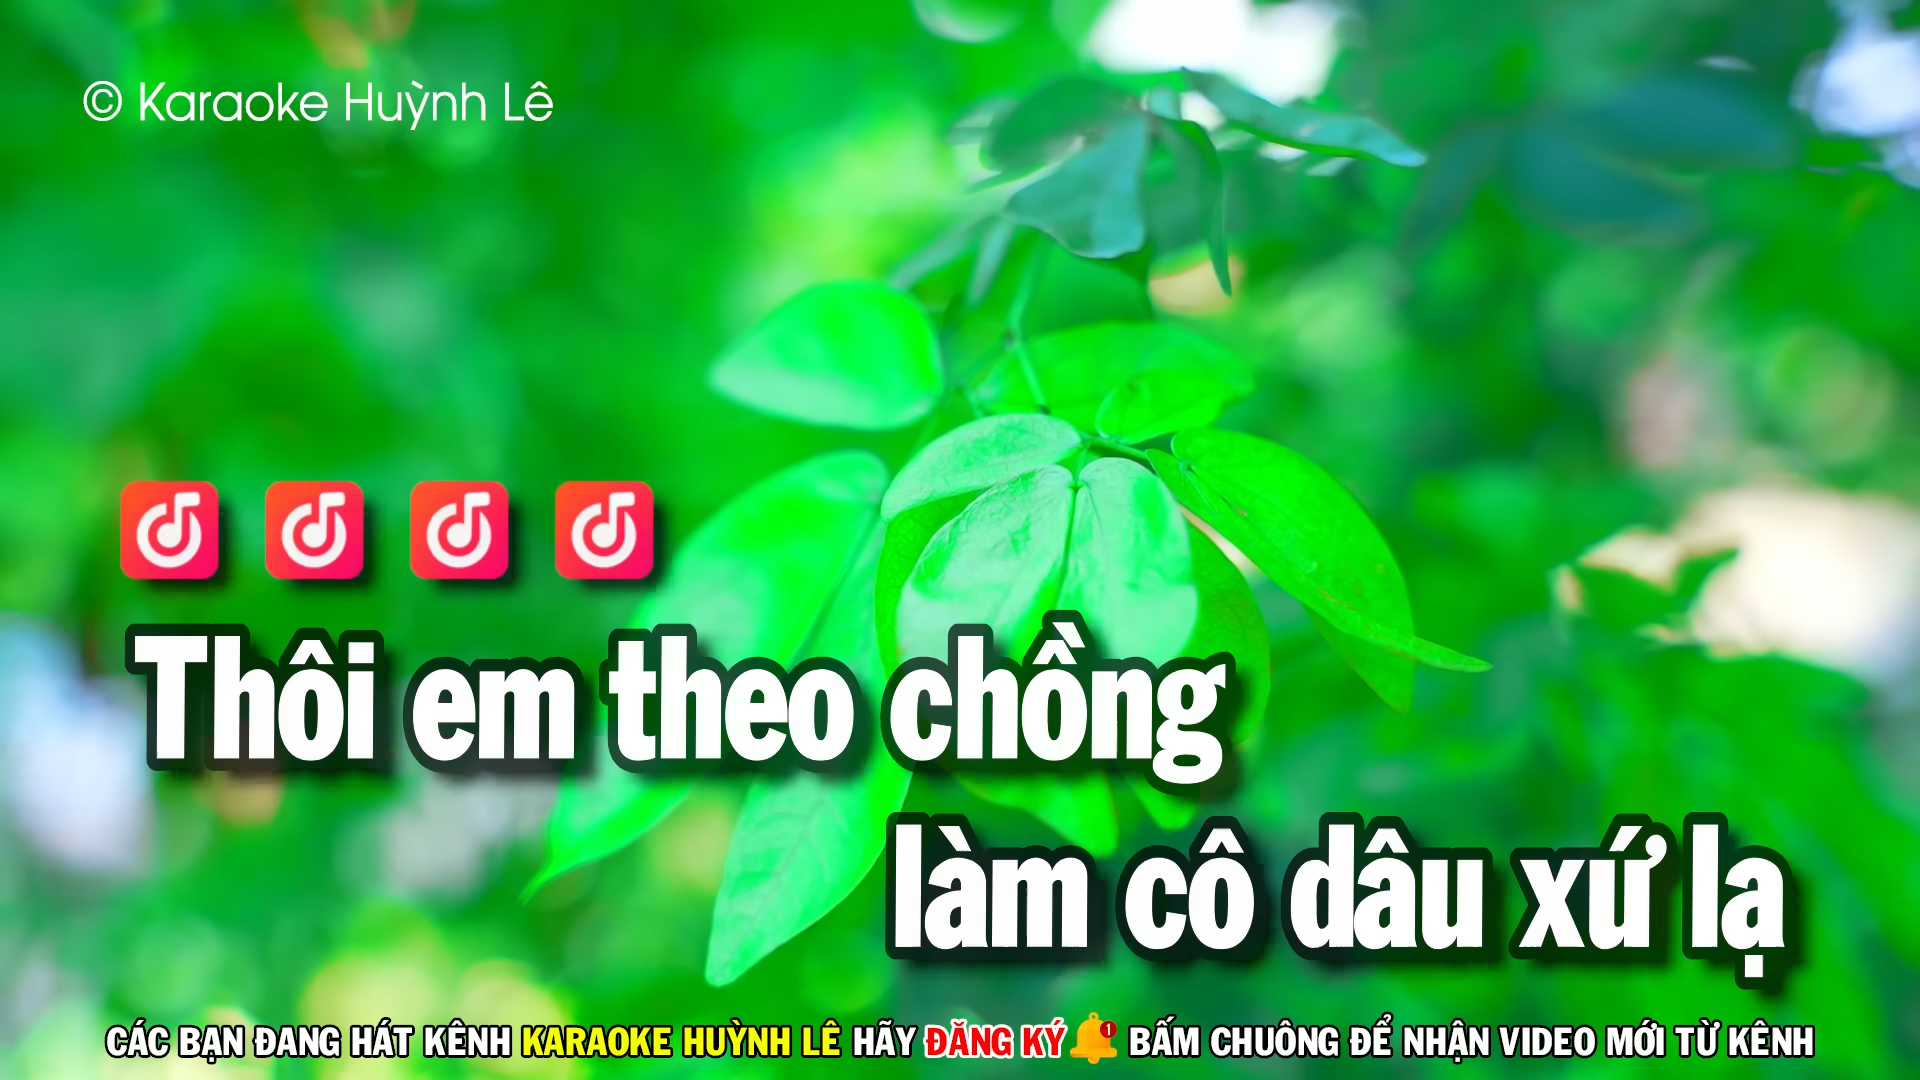 © Karaoke Huỳnh Lê
Thôi em theo chồng
làm cô dâu xứ lạ
CÁC BẠN ĐANG HÁT KÊNH KARAOKE HUỲNH LÊ HÃY ĐĂNG KÝ 1 BẤM CHUÔNG ĐỂ NHẬN VIDEO MỚI TỪ KÊNH